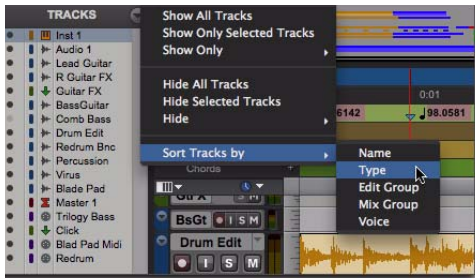 TRACKS
Inst 1
Audio 1
Lead Guitar
R Guitar FX
Guitar FX
BassGuitar
Comb Bass
Drum Edit
Redrum Bnc
Percussion
Virus
Blade Pad
Master 1
Trilogy Bass
Click
Blad Pad Midi
Redrum
Show All Tracks
Show Only Selected Tracks
Show Only
Hide All Tracks
Hide Selected Tracks
Hide
Sort Tracks by
Name
Type
Edit Group
Mix Group
Voice
0:01
6142
98.0581
Chords
BsGt
I S M
Drum Edit
I S M